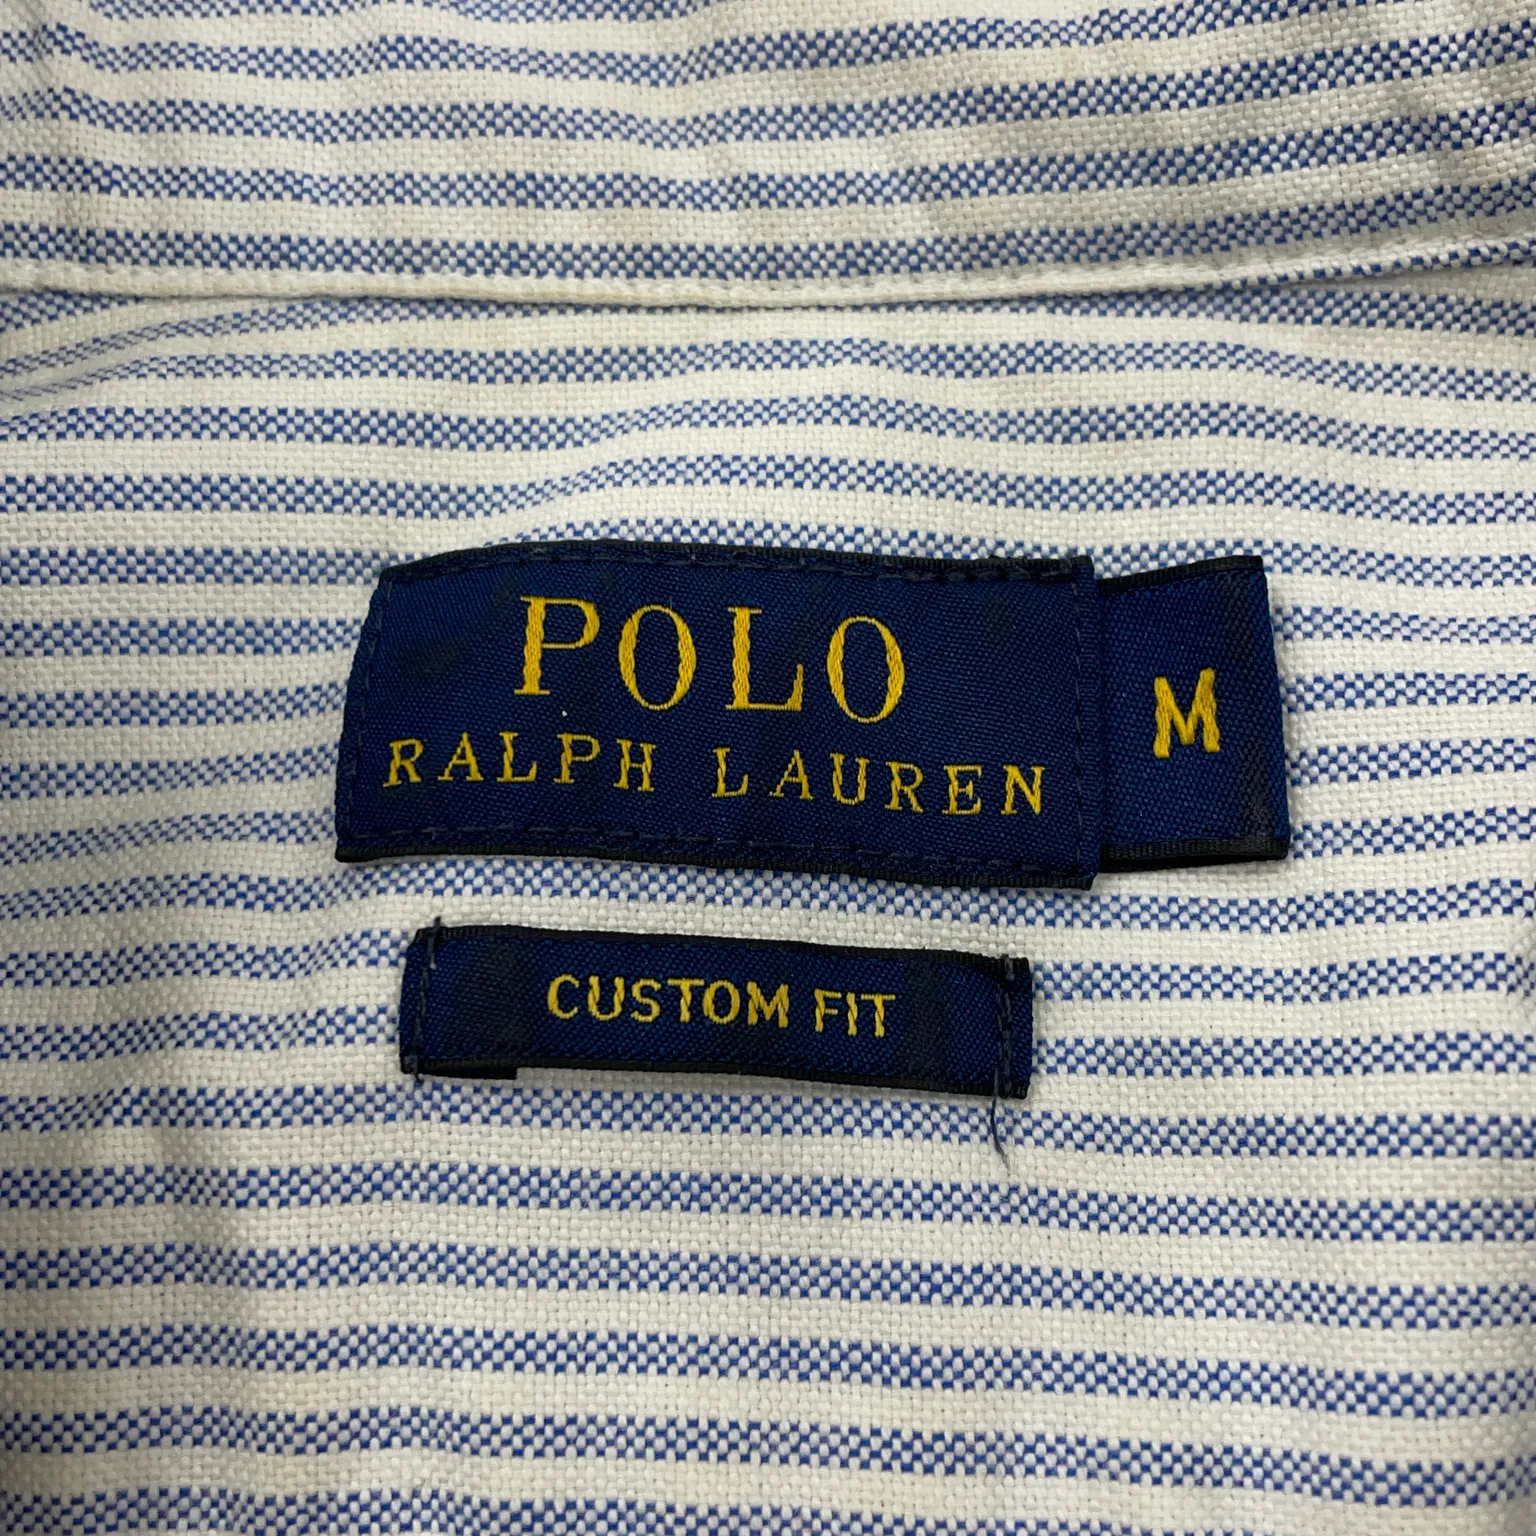 POLO
RALPH LAUREN
M
CUSTOM FIT